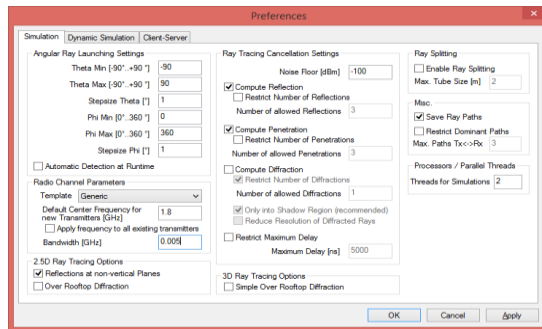 Preferences
Simulation Dynamic Simulation Client-Server
Angular Ray Launching Settings
Theta Min [-90°..+90 °] -90
Theta Max [-90°..+90 °] 90
Stepsize Theta [°] 1
Phi Min [0°..360 °] 0
Phi Max [0°..360 °] 360
Stepsize Phi [°] 1
Automatic Detection at Runtime
Radio Channel Parameters
Template Generic
Default Center Frequency for
new Transmitters [GHz] 1.8
Apply frequency to all existing transmitters
Bandwidth [GHz] 0.005
2.5D Ray Tracing Options
Reflections at non-vertical Planes
Over Rooftop Diffraction
Ray Tracing Cancellation Settings
Noise Floor [dBm] -100
Compute Reflection
Restrict Number of Reflections
Number of allowed Reflections 3
Compute Penetration
Restrict Number of Penetrations
Number of allowed Penetrations 3
Compute Diffraction
Restrict Number of Diffractions
Number of allowed Diffractions 1
Only into Shadow Region (recommended)
Reduce Resolution of Diffracted Rays
Restrict Maximum Delay
Maximum Delay [ns] 5000
3D Ray Tracing Options
Simple Over Rooftop Diffraction
Ray Splitting
Enable Ray Splitting
Max. Tube Size [m] 2
Misc.
Save Ray Paths
Restrict Dominant Paths
Max. Paths Tx<->Rx 3
Processors / Parallel Threads
Threads for Simulations 2
OK Cancel Apply